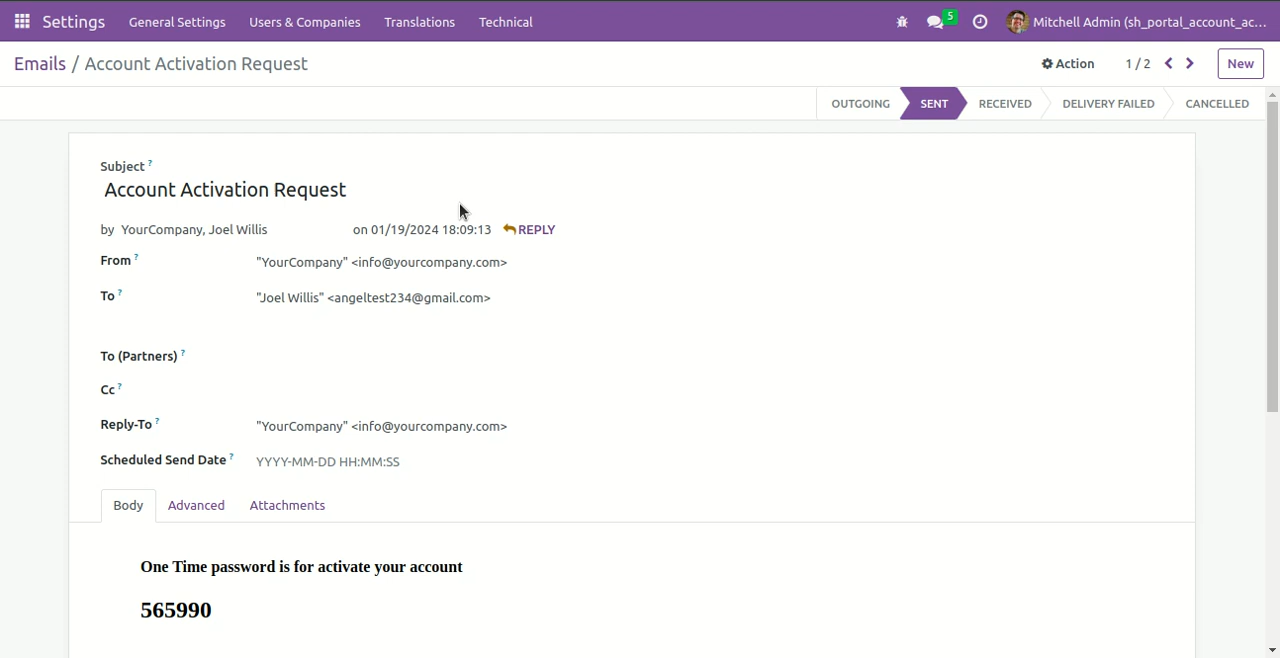 Settings General Settings Users & Companies Translations Technical 5 Mitchell Admin (sh_portal_account_ac...
Emails / Account Activation Request Action 1 / 2 New
OUTGOING SENT RECEIVED DELIVERY FAILED CANCELLED
Subject ?
Account Activation Request
by YourCompany, Joel Willis on 01/19/2024 18:09:13 REPLY
From ? "YourCompany" <info@yourcompany.com>
To ? "Joel Willis" <angeltest234@gmail.com>
To (Partners) ?
Cc ?
Reply-To ? "YourCompany" <info@yourcompany.com>
Scheduled Send Date ? YYYY-MM-DD HH:MM:SS
Body Advanced Attachments
One Time password is for activate your account
565990